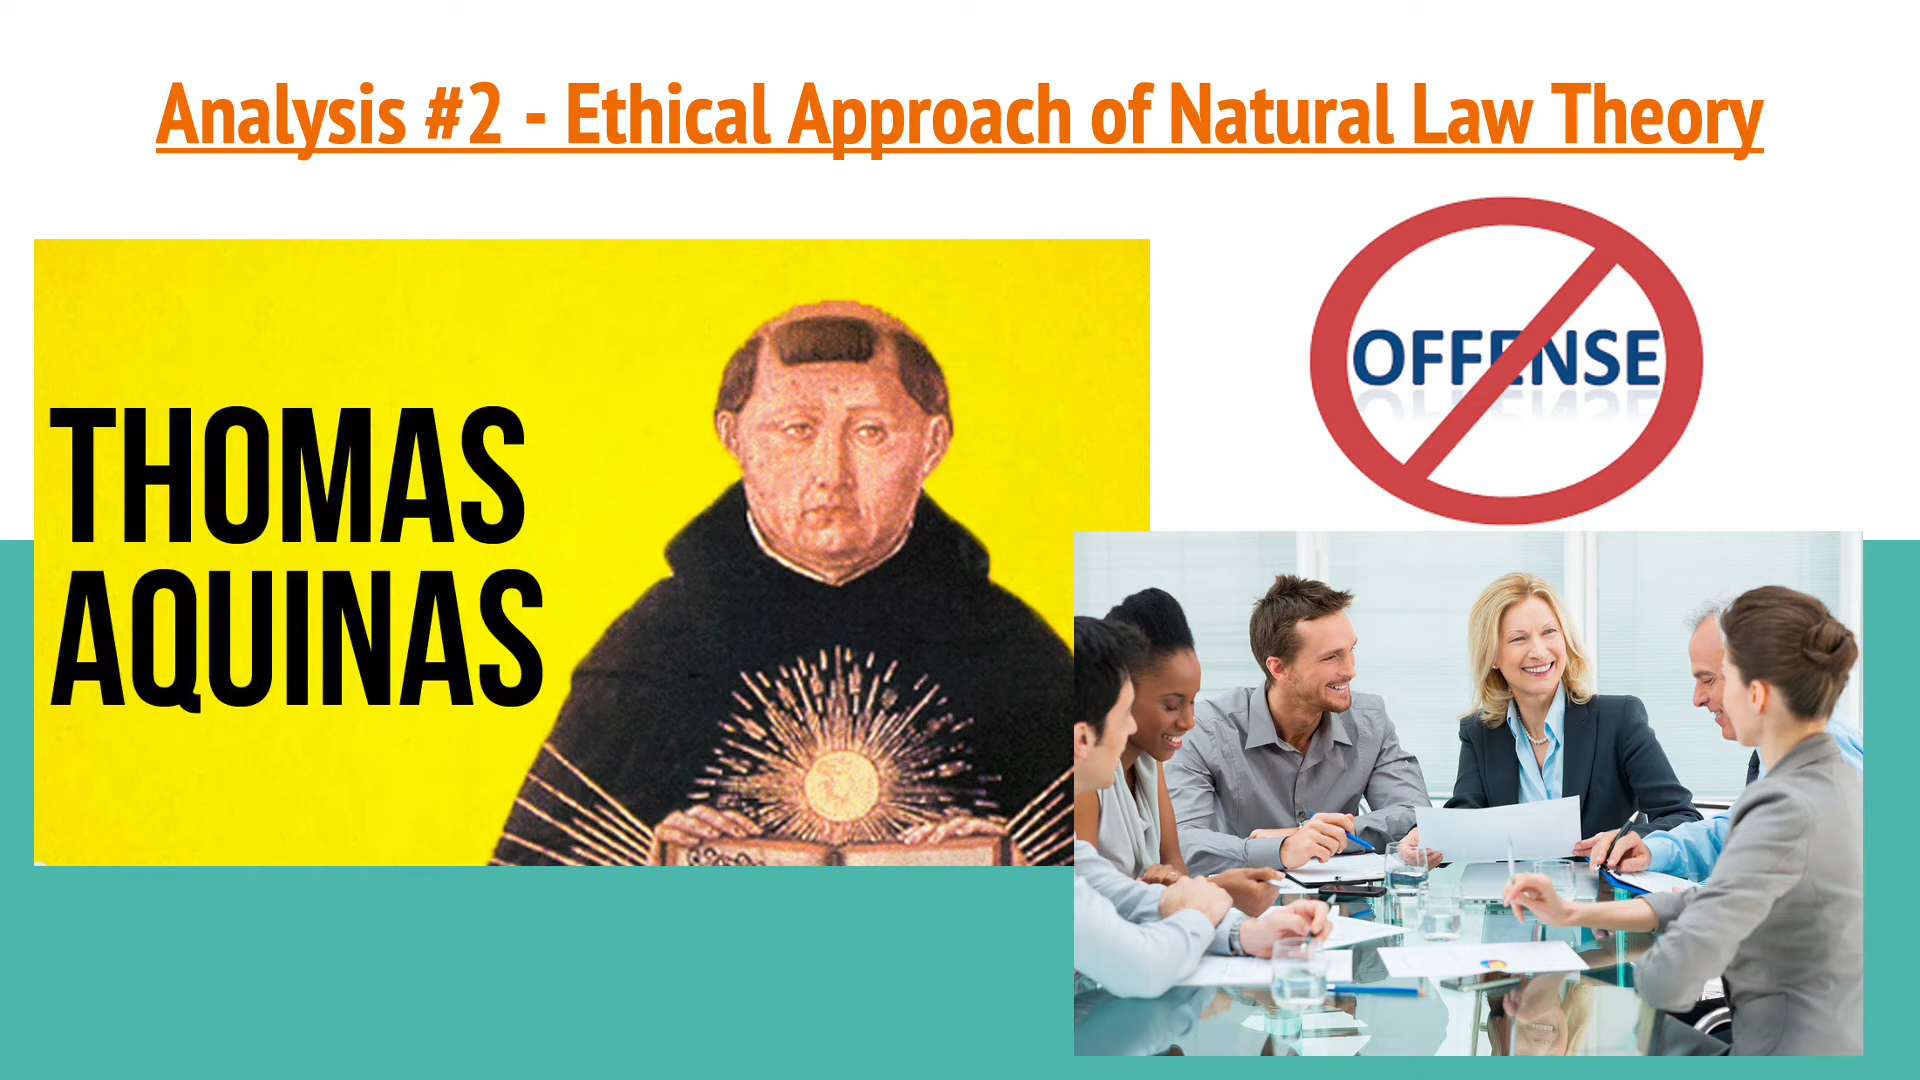 Analysis #2 - Ethical Approach of Natural Law Theory
OFFENSE
THOMAS
AQUINAS